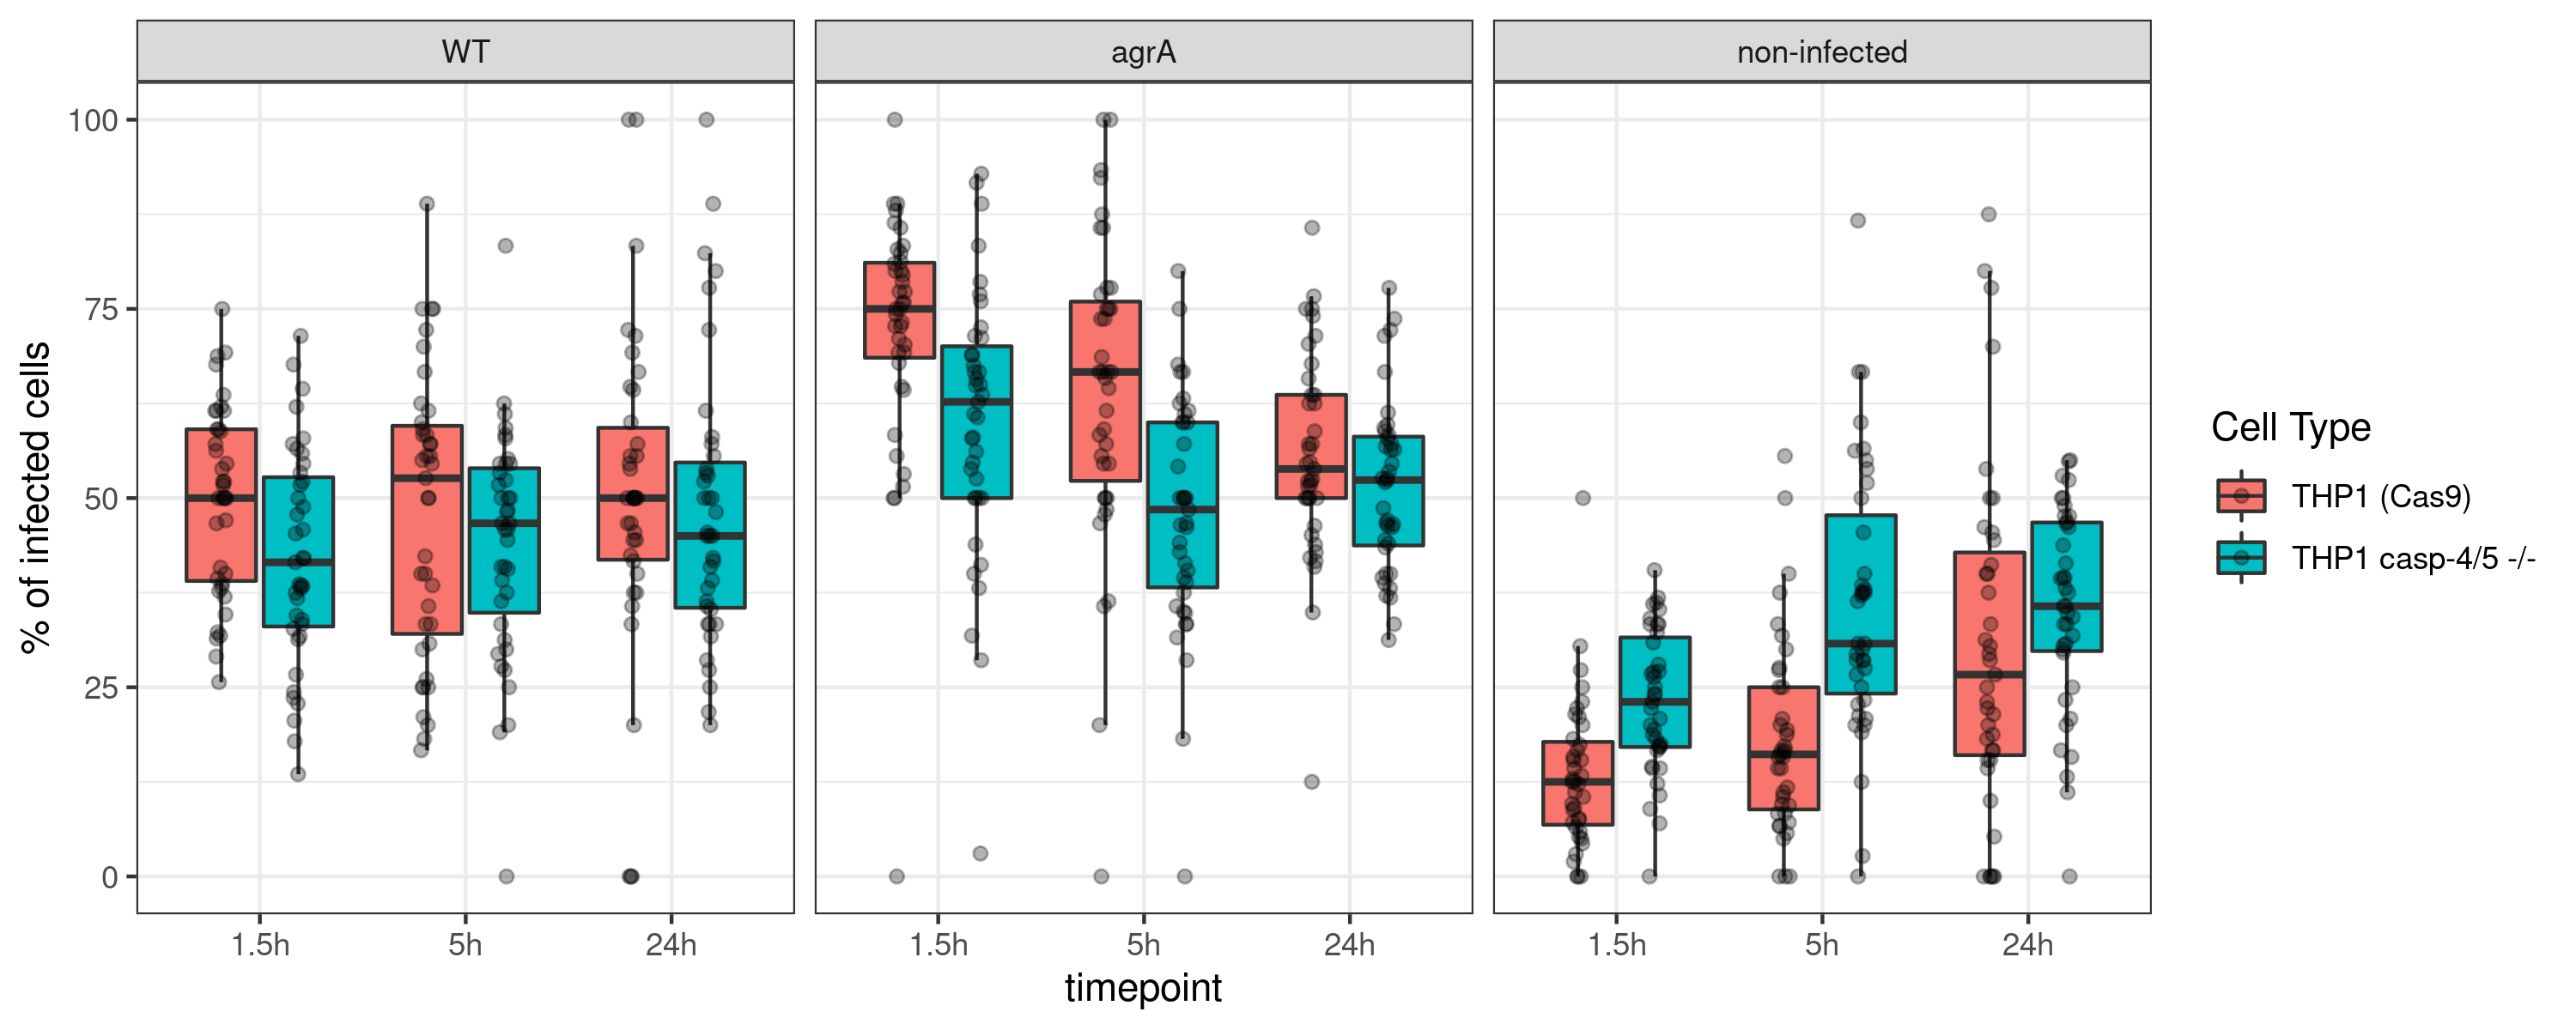 WT
agrA
non-infected
% of infected cells
100
75
50
25
0
1.5h
5h
24h
1.5h
5h
24h
1.5h
5h
24h
timepoint
Cell Type
THP1 (Cas9)
THP1 casp-4/5 -/-